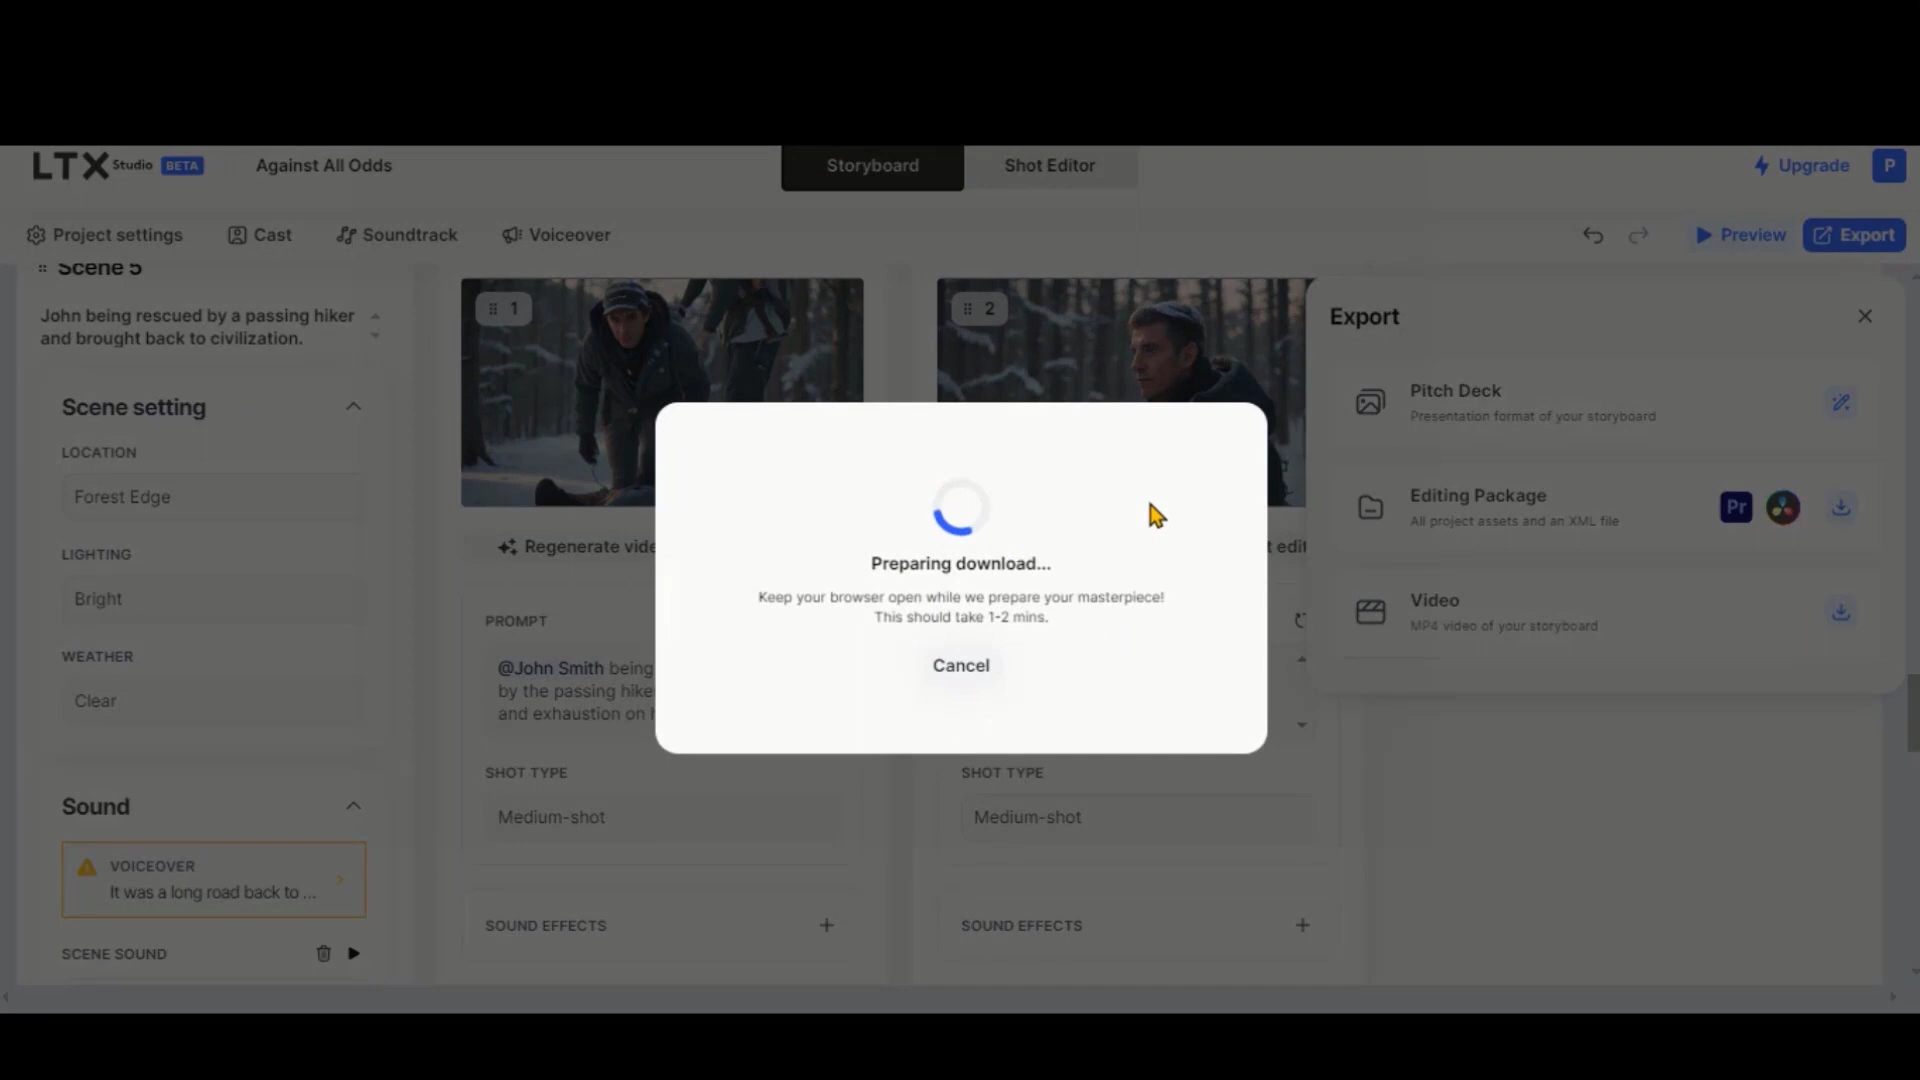 LTX Studio BETA
Against All Odds
Storyboard
Shot Editor
Upgrade
P
Project settings
Cast
Soundtrack
Voiceover
Preview
Export
Scene 5
John being rescued by a passing hiker
and brought back to civilization.
Scene setting
LOCATION
Forest Edge
LIGHTING
Bright
WEATHER
Clear
Sound
VOICEOVER
It was a long road back to ...
SCENE SOUND
1
Regenerate vide
PROMPT
@John Smith being
by the passing hike
and exhaustion on h
SHOT TYPE
Medium-shot
SOUND EFFECTS
2
t edit
SHOT TYPE
Medium-shot
SOUND EFFECTS
Preparing download...
Keep your browser open while we prepare your masterpiece!
This should take 1-2 mins.
Cancel
Export
Pitch Deck
Presentation format of your storyboard
Editing Package
All project assets and an XML file
Pr
Video
MP4 video of your storyboard